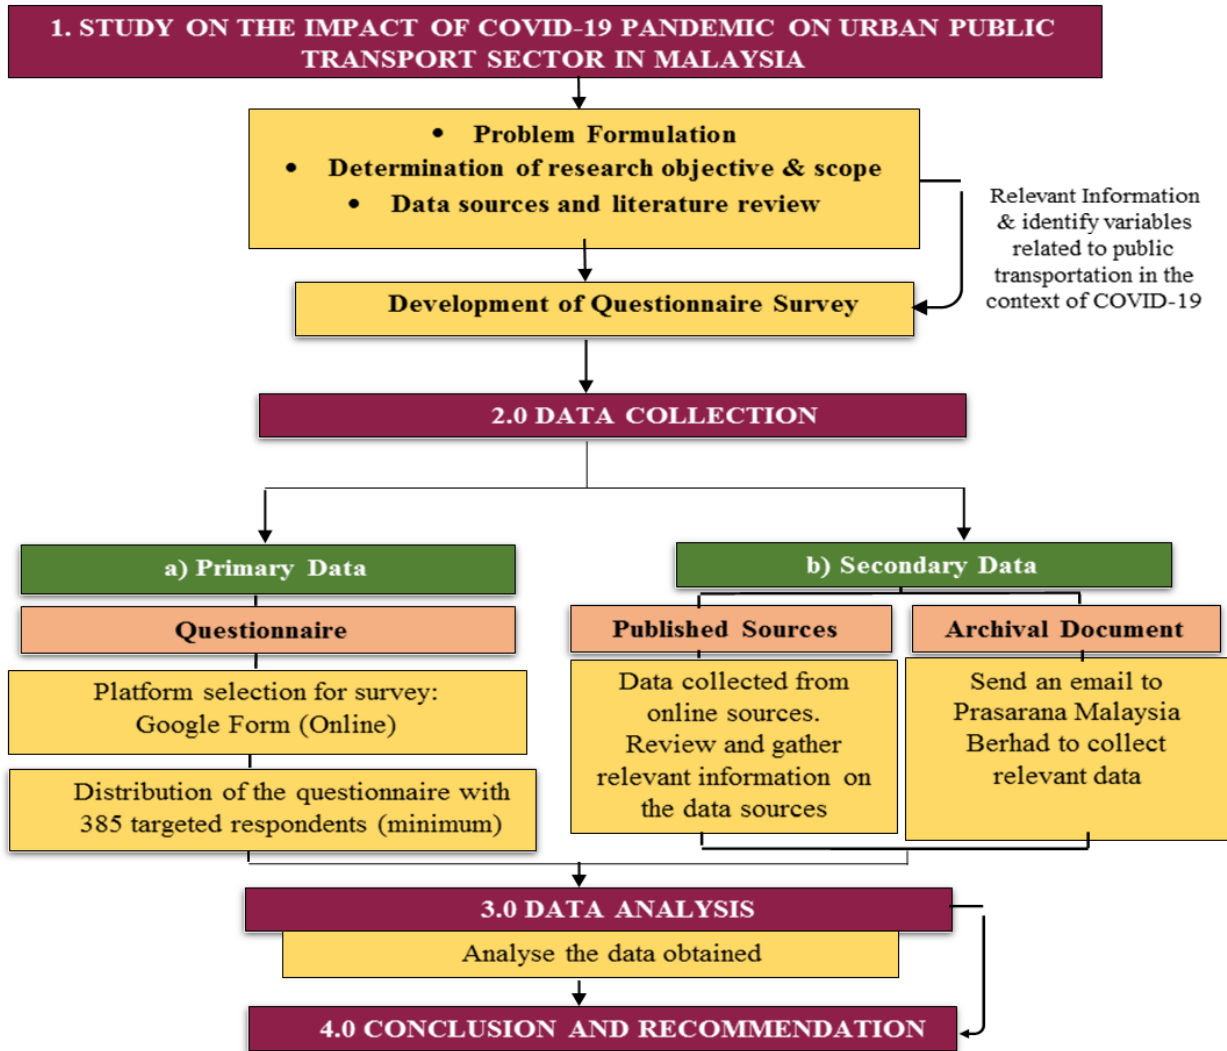 1. STUDY ON THE IMPACT OF COVID-19 PANDEMIC ON URBAN PUBLIC
TRANSPORT SECTOR IN MALAYSIA
• Problem Formulation
• Determination of research objective & scope
• Data sources and literature review
Relevant Information
& identify variables
related to public
transportation in the
context of COVID-19
Development of Questionnaire Survey
2.0 DATA COLLECTION
a) Primary Data
Questionnaire
Platform selection for survey:
Google Form (Online)
Distribution of the questionnaire with
385 targeted respondents (minimum)
b) Secondary Data
Published Sources
Data collected from
online sources.
Review and gather
relevant information on
the data sources
Archival Document
Send an email to
Prasarana Malaysia
Berhad to collect
relevant data
3.0 DATA ANALYSIS
Analyse the data obtained
4.0 CONCLUSION AND RECOMMENDATION